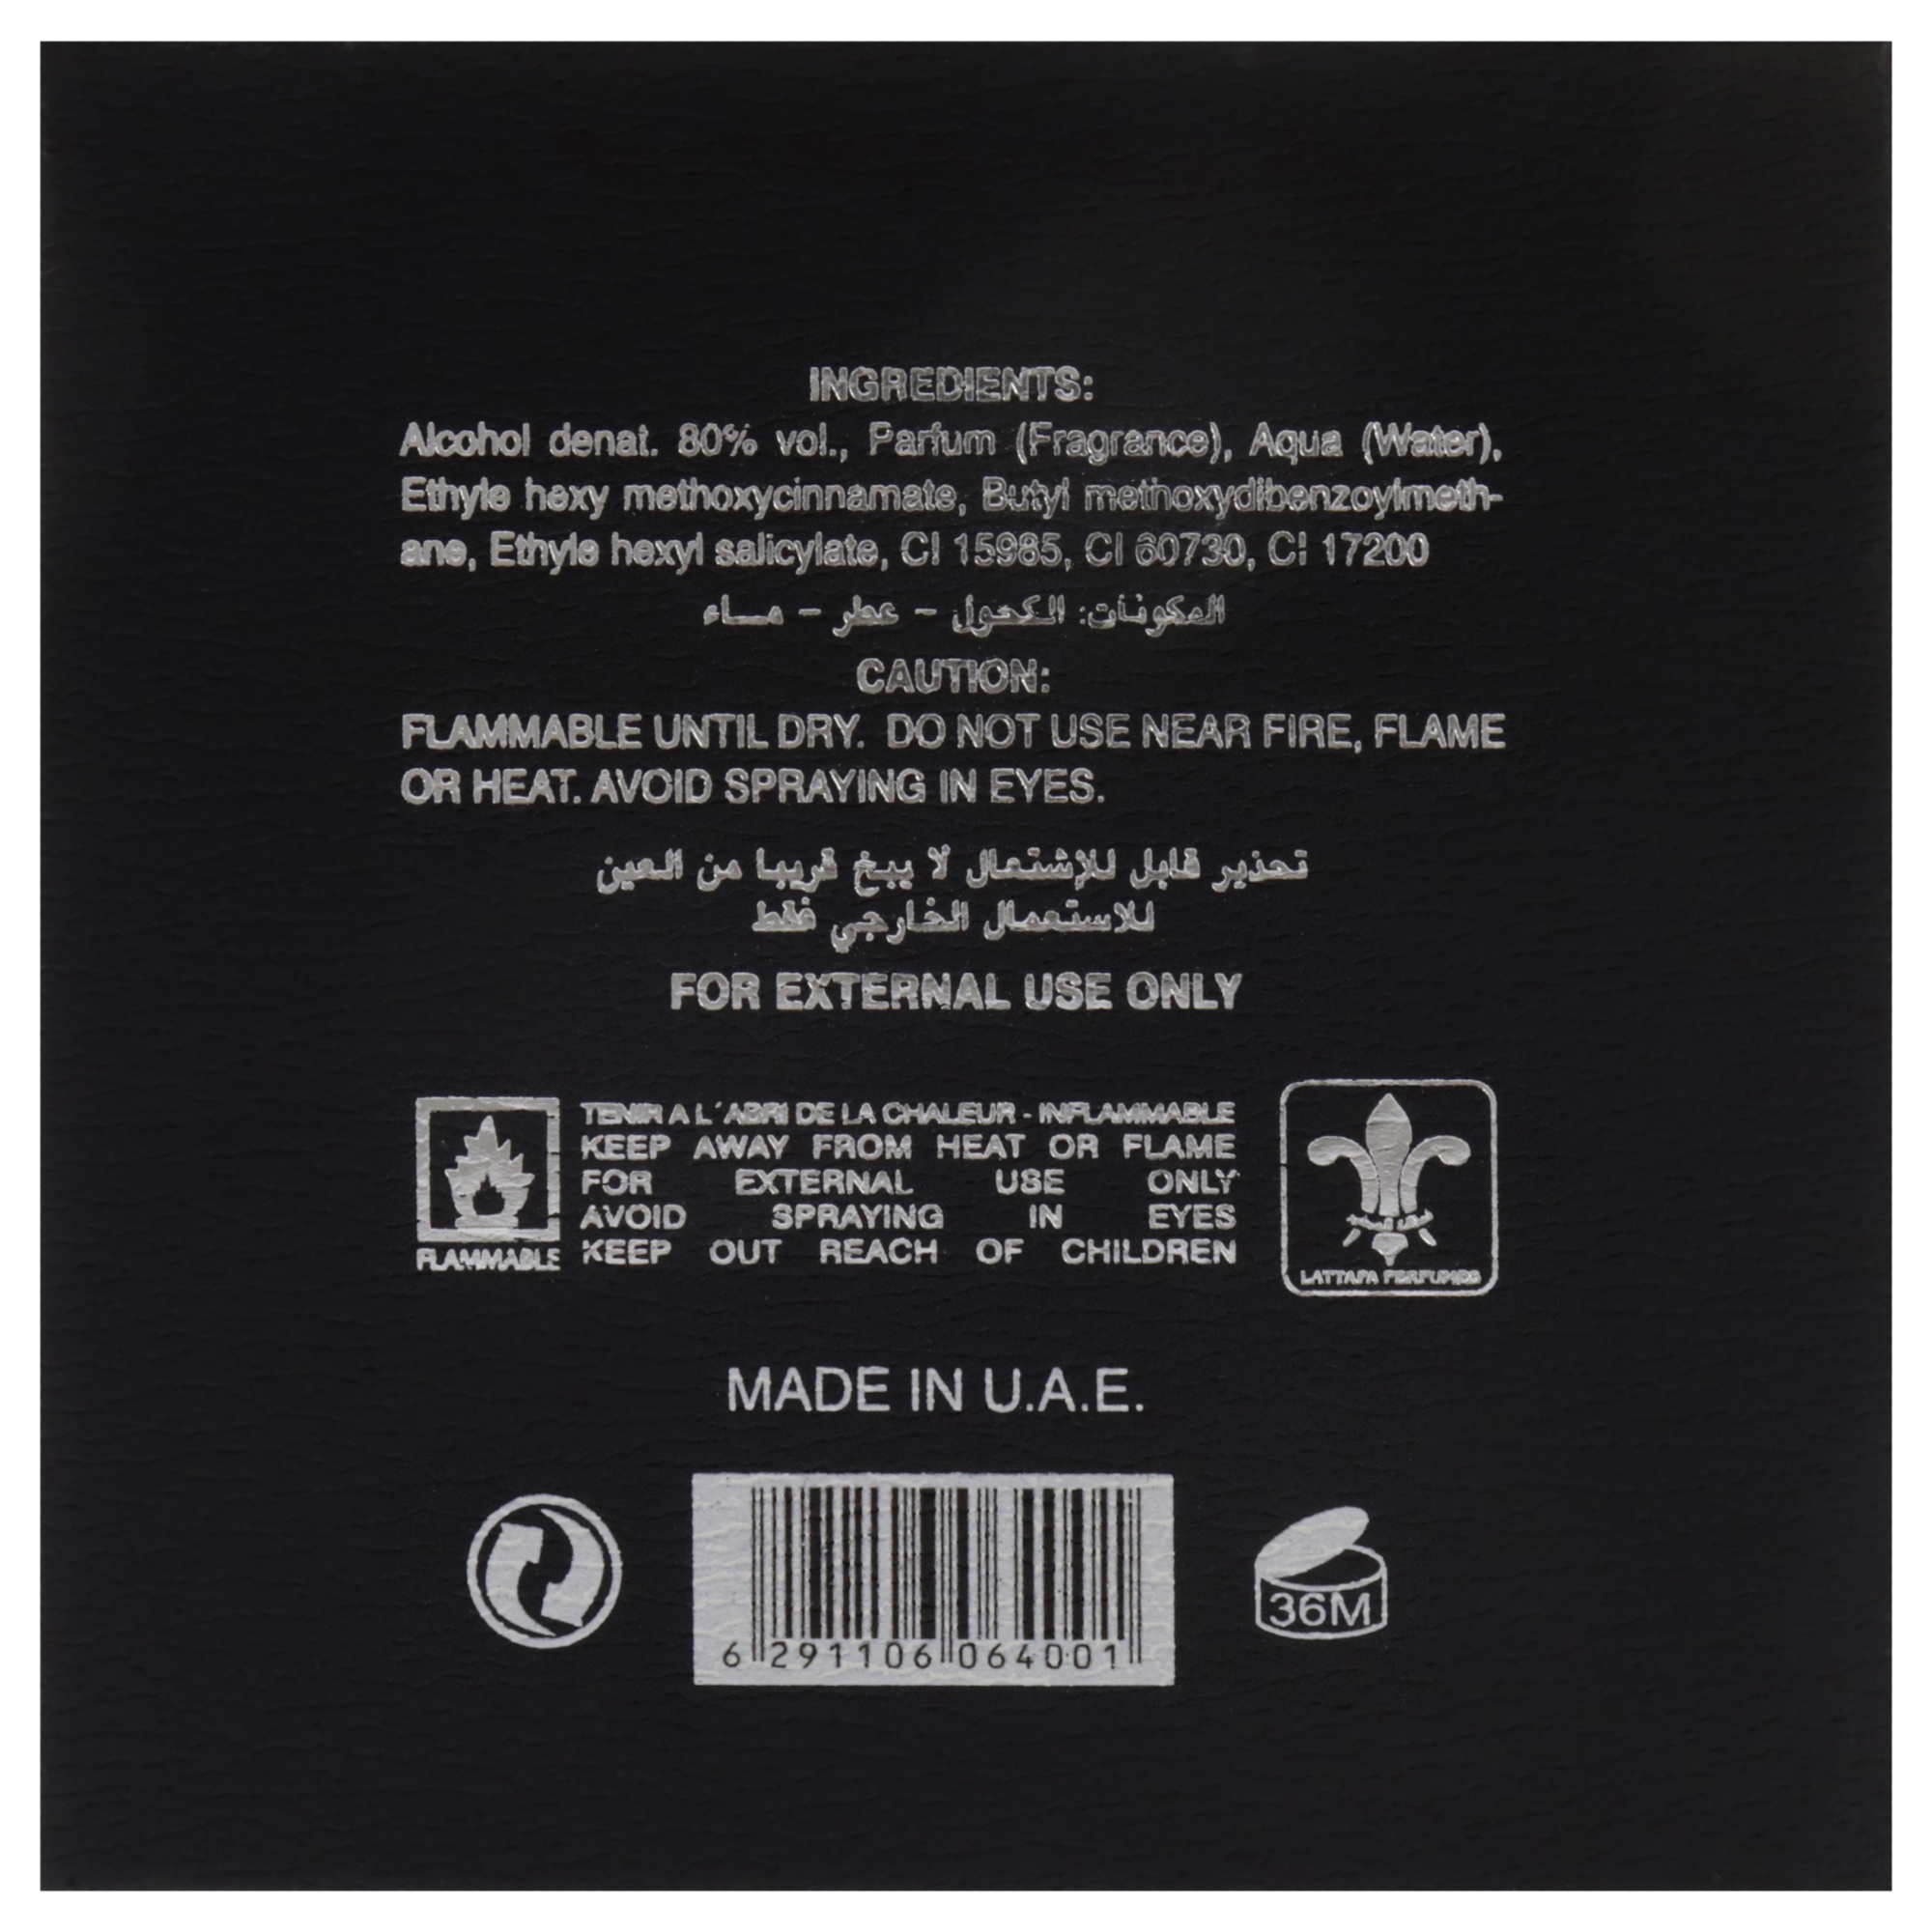 INGREDIENTS:
Alcohol denat. 80% vol., Parfum (Fragrance), Aqua (Water),
Ethyle hexy methoxycinnamate, Butyl methoxydibenzoylmeth-
ane, Ethyle hexyl salicylate, CI 15985, CI 60730, CI 17200
المكونات: الكحول - عطر - مـــاء
CAUTION:
FLAMMABLE UNTIL DRY. DO NOT USE NEAR FIRE, FLAME
OR HEAT. AVOID SPRAYING IN EYES.
تحذير قابل للإشتعال لا يبخ قريبا من العين
للاستعمال الخارجي فقط
FOR EXTERNAL USE ONLY
TENIR A L´ABRI DE LA CHALEUR - INFLAMMABLE
KEEP AWAY FROM HEAT OR FLAME
FOR EXTERNAL USE ONLY
AVOID SPRAYING IN EYES
KEEP OUT REACH OF CHILDREN
FLAMMABLE
LATTAFA PERFUMES
MADE IN U.A.E.
6 291106 064001
36M